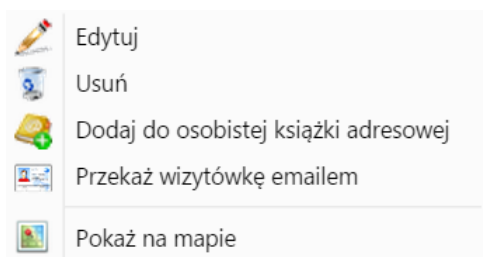 Edytuj
Usuń
Dodaj do osobistej książki adresowej
Przekaż wizytówkę emailem
Pokaż na mapie